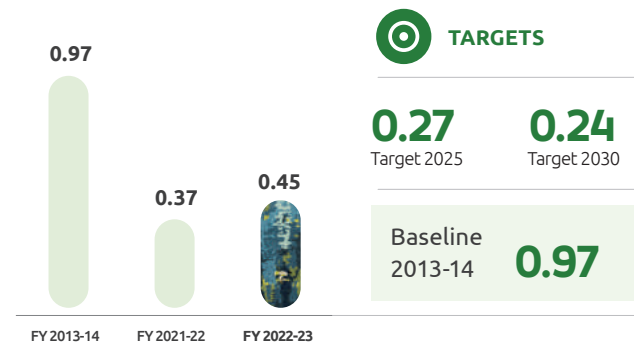 0.97
0.37
0.45
FY 2013-14
FY 2021-22
FY 2022-23
TARGETS
0.27
Target 2025
0.24
Target 2030
Baseline
2013-14
0.97